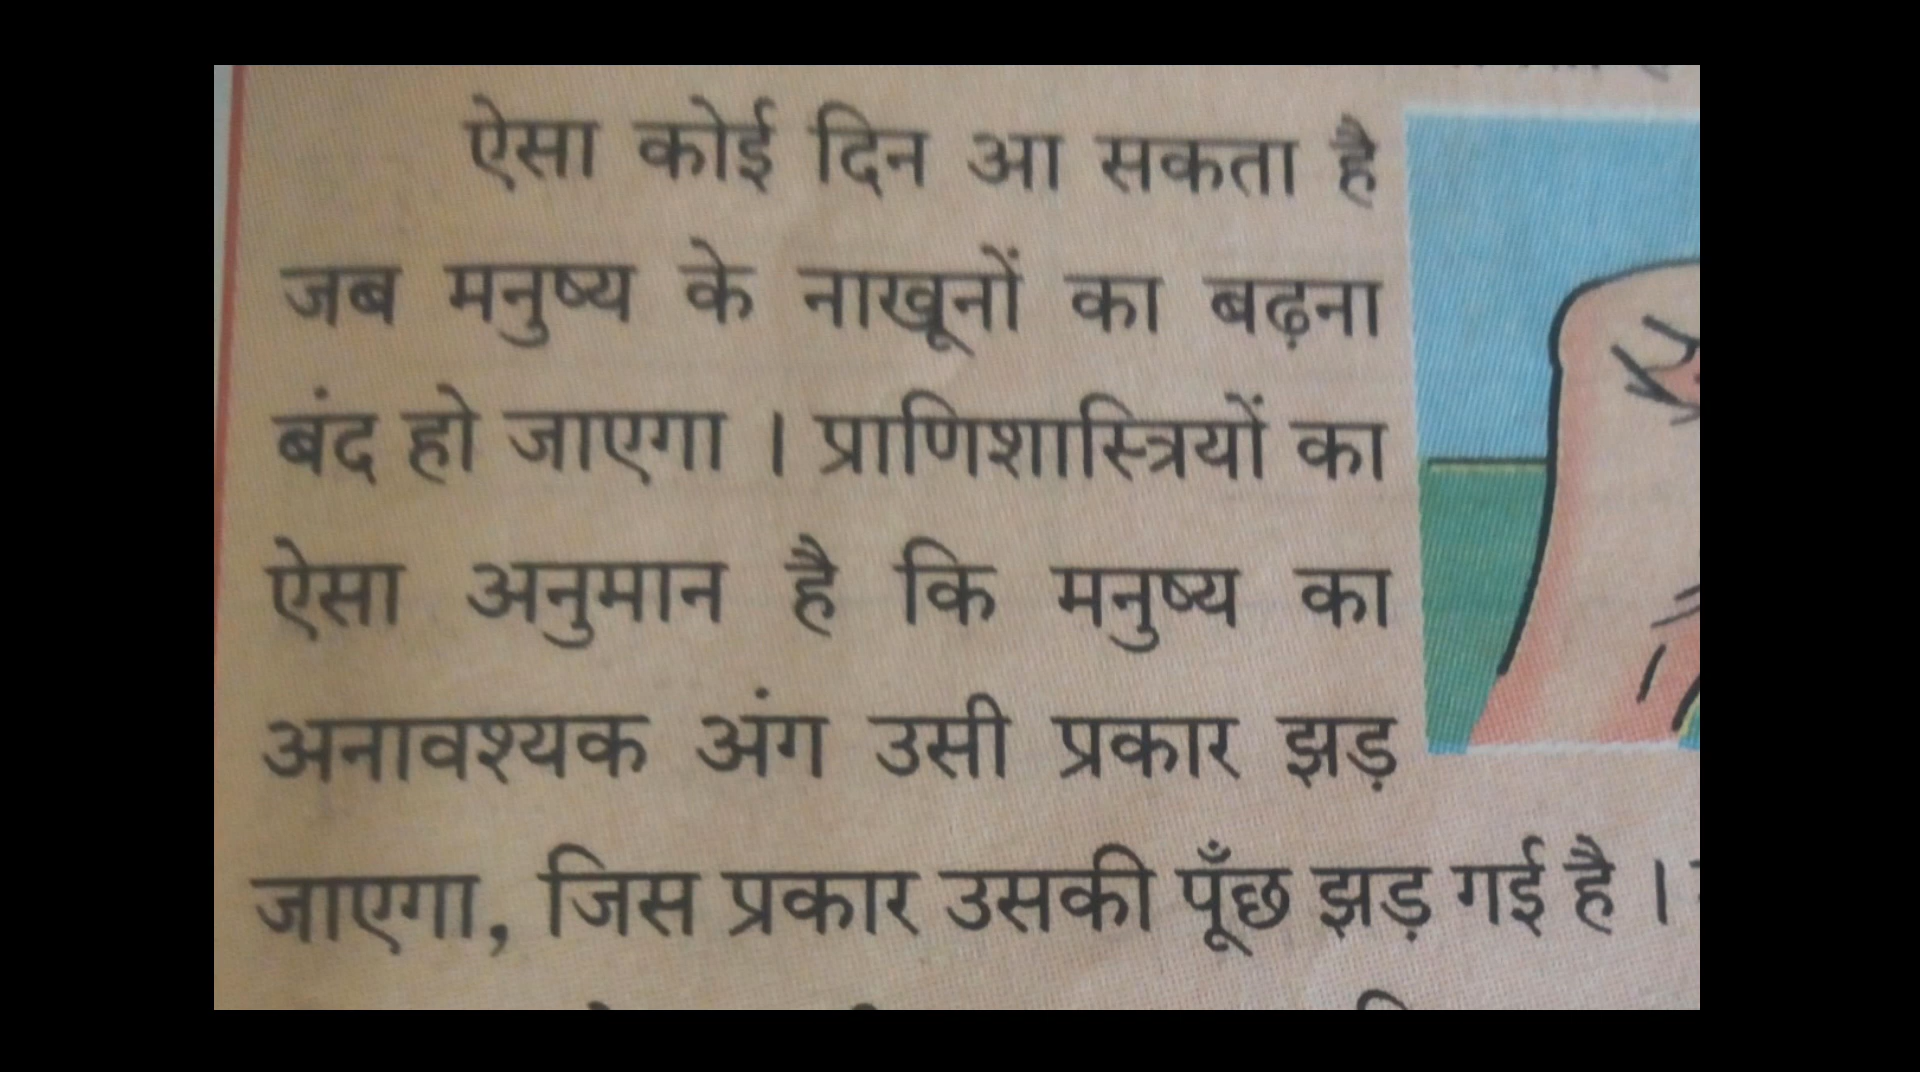 ऐसा कोई दिन आ सकता है
जब मनुष्य के नाखूनों का बढ़ना
बंद हो जाएगा । प्राणिशास्त्रियों का
ऐसा अनुमान है कि मनुष्य का
अनावश्यक अंग उसी प्रकार झड़
जाएगा, जिस प्रकार उसकी पूँछ झड़ गई है ।